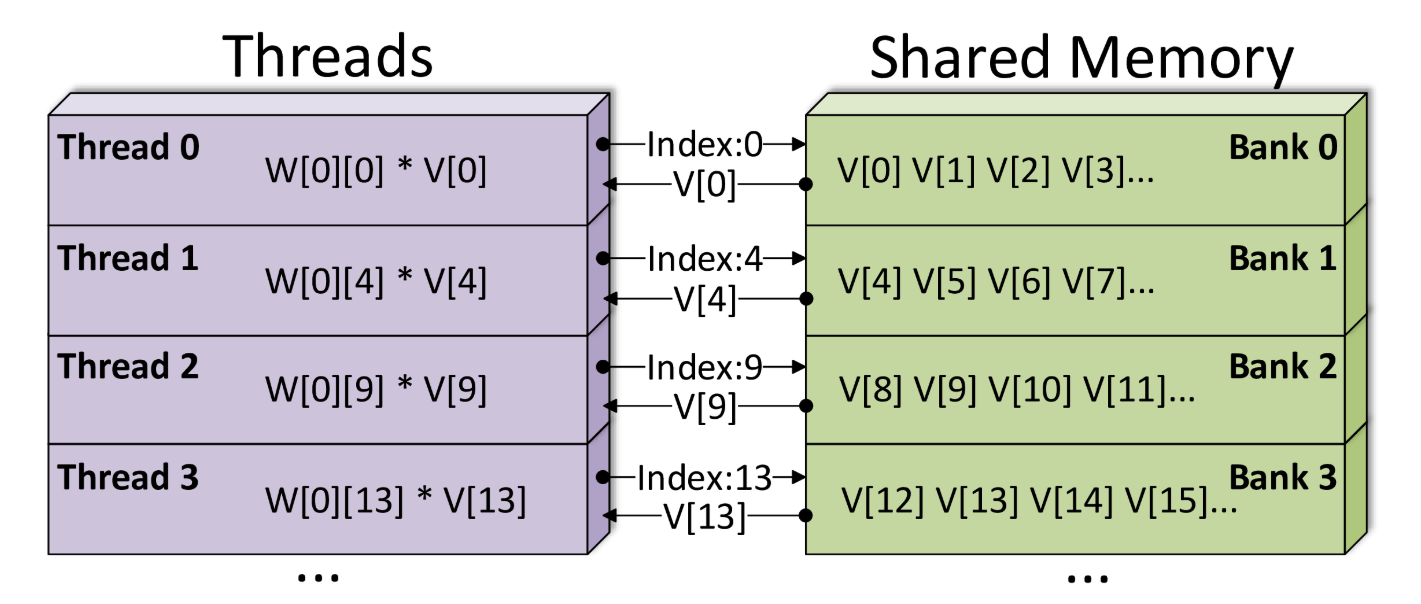 Threads
Shared Memory
Thread 0
W[0][0] * V[0]
Index:0
V[0]
V[0] V[1] V[2] V[3]...
Bank 0
Thread 1
W[0][4] * V[4]
Index:4
V[4]
V[4] V[5] V[6] V[7]...
Bank 1
Thread 2
W[0][9] * V[9]
Index:9
V[9]
V[8] V[9] V[10] V[11]...
Bank 2
Thread 3
W[0][13] * V[13]
Index:13
V[13]
V[12] V[13] V[14] V[15]...
Bank 3
...
...